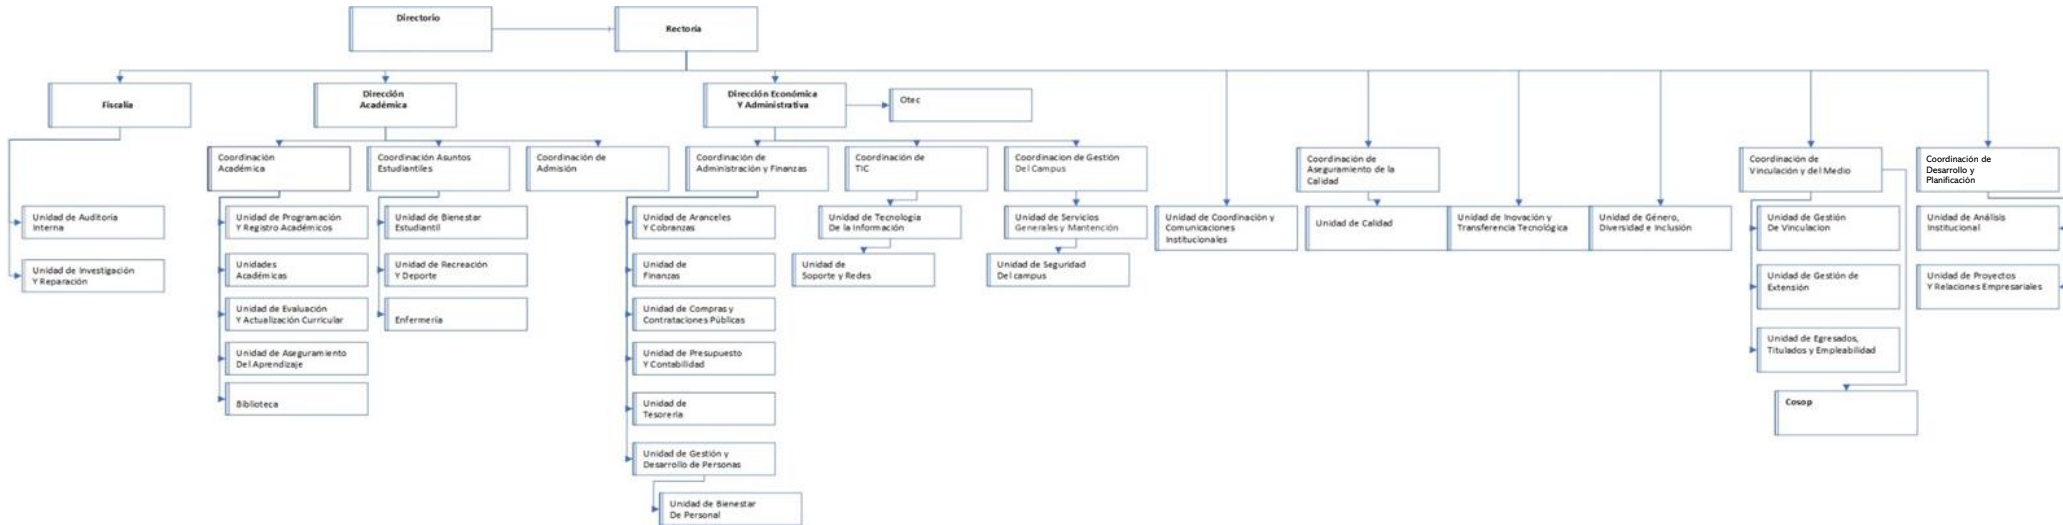 Directorio
Rectoría
Fiscalía
Dirección
Académica
Dirección Económica
Y Administrativa
Otec
Coordinación
Académica
Coordinación Asuntos
Estudiantiles
Coordinación de
Admisión
Coordinación de
Administración y Finanzas
Coordinación de
TIC
Coordinacion de Gestión
Del Campus
Coordinación de
Aseguramiento de la
Calidad
Coordinación de
Vinculación y del Medio
Coordinación de
Desarrollo y
Planificación
Unidad de Auditoría
Interna
Unidad de Investigación
Y Reparación
Unidad de Programación
Y Registro Académicos
Unidades
Académicas
Unidad de Evaluación
Y Actualización Curricular
Unidad de Aseguramiento
Del Aprendizaje
Biblioteca
Unidad de Bienestar
Estudiantil
Unidad de Recreación
Y Deporte
Enfermería
Unidad de Aranceles
Y Cobranzas
Unidad de
Finanzas
Unidad de Compras y
Contrataciones Públicas
Unidad de Presupuesto
Y Contabilidad
Unidad de
Tesorería
Unidad de Gestión y
Desarrollo de Personas
Unidad de Bienestar
De Personal
Unidad de Tecnología
De la Información
Unidad de
Soporte y Redes
Unidad de Servicios
Generales y Mantención
Unidad de Seguridad
Del campus
Unidad de Coordinación y
Comunicaciones
Institucionales
Unidad de Calidad
Unidad de Inovación y
Transferencia Tecnológica
Unidad de Género,
Diversidad e Inclusión
Unidad de Gestión
De Vinculacion
Unidad de Gestión de
Extensión
Unidad de Egresados,
Titulados y Empleabilidad
Cosop
Unidad de Análisis
Institucional
Unidad de Proyectos
Y Relaciones Empresariales